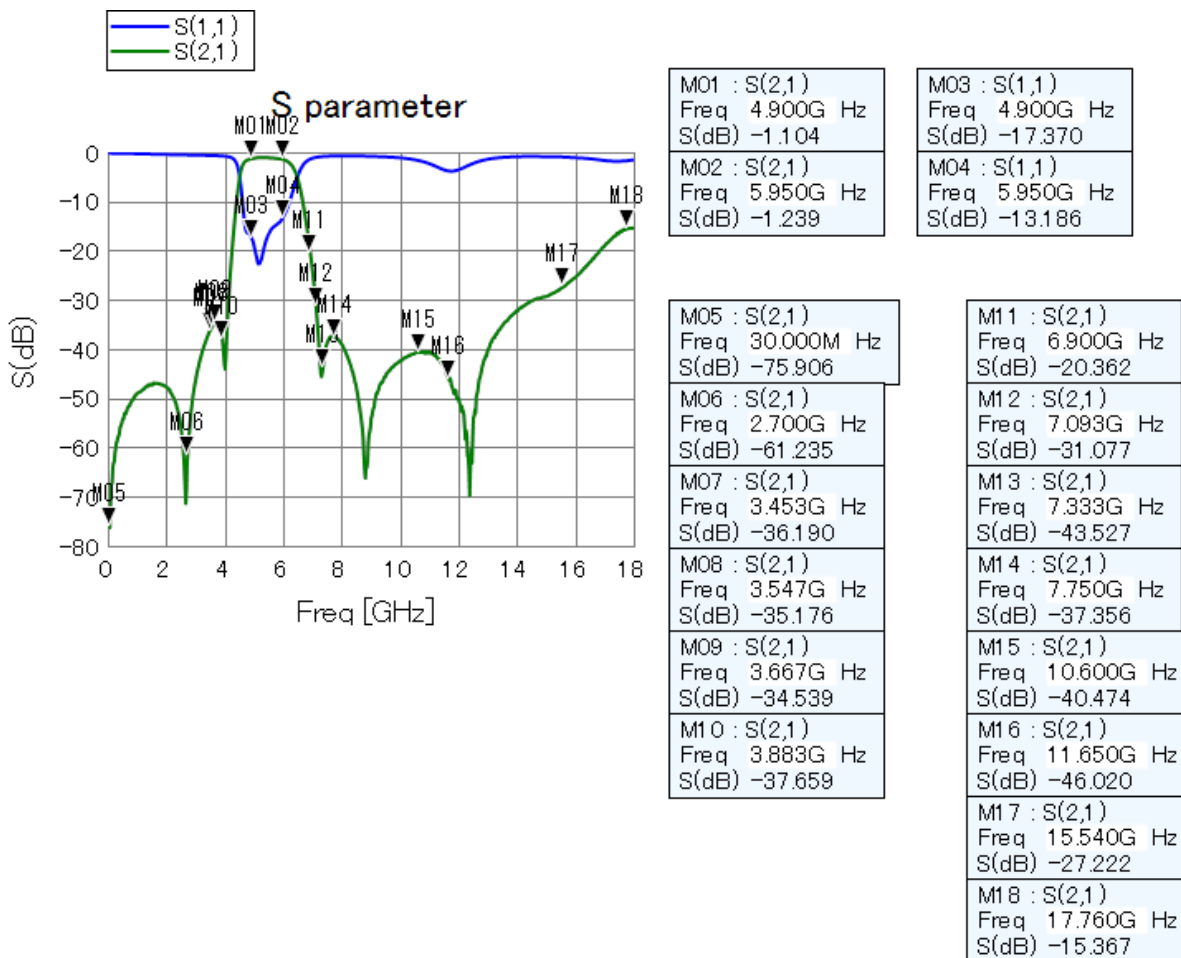 S(1,1)
S(2,1)
S parameter
M01 M02
M03
M04
M11
M12
M14
M15
M16
M17
M18
M06
M05
0
-10
-20
-30
-40
-50
-60
-70
-80
0 2 4 6 8 10 12 14 16 18
S(dB)
Freq [GHz]
M01 : S(2,1)
Freq 4.900G Hz
S(dB) -1.104
M02 : S(2,1)
Freq 5.950G Hz
S(dB) -1.239
M03 : S(1,1)
Freq 4.900G Hz
S(dB) -17.370
M04 : S(1,1)
Freq 5.950G Hz
S(dB) -13.186
M05 : S(2,1)
Freq 30.000M Hz
S(dB) -75.906
M06 : S(2,1)
Freq 2.700G Hz
S(dB) -61.235
M07 : S(2,1)
Freq 3.453G Hz
S(dB) -36.190
M08 : S(2,1)
Freq 3.547G Hz
S(dB) -35.176
M09 : S(2,1)
Freq 3.667G Hz
S(dB) -34.539
M10 : S(2,1)
Freq 3.883G Hz
S(dB) -37.659
M11 : S(2,1)
Freq 6.900G Hz
S(dB) -20.362
M12 : S(2,1)
Freq 7.093G Hz
S(dB) -31.077
M13 : S(2,1)
Freq 7.333G Hz
S(dB) -43.527
M14 : S(2,1)
Freq 7.750G Hz
S(dB) -37.356
M15 : S(2,1)
Freq 10.600G Hz
S(dB) -40.474
M16 : S(2,1)
Freq 11.650G Hz
S(dB) -46.020
M17 : S(2,1)
Freq 15.540G Hz
S(dB) -27.222
M18 : S(2,1)
Freq 17.760G Hz
S(dB) -15.367